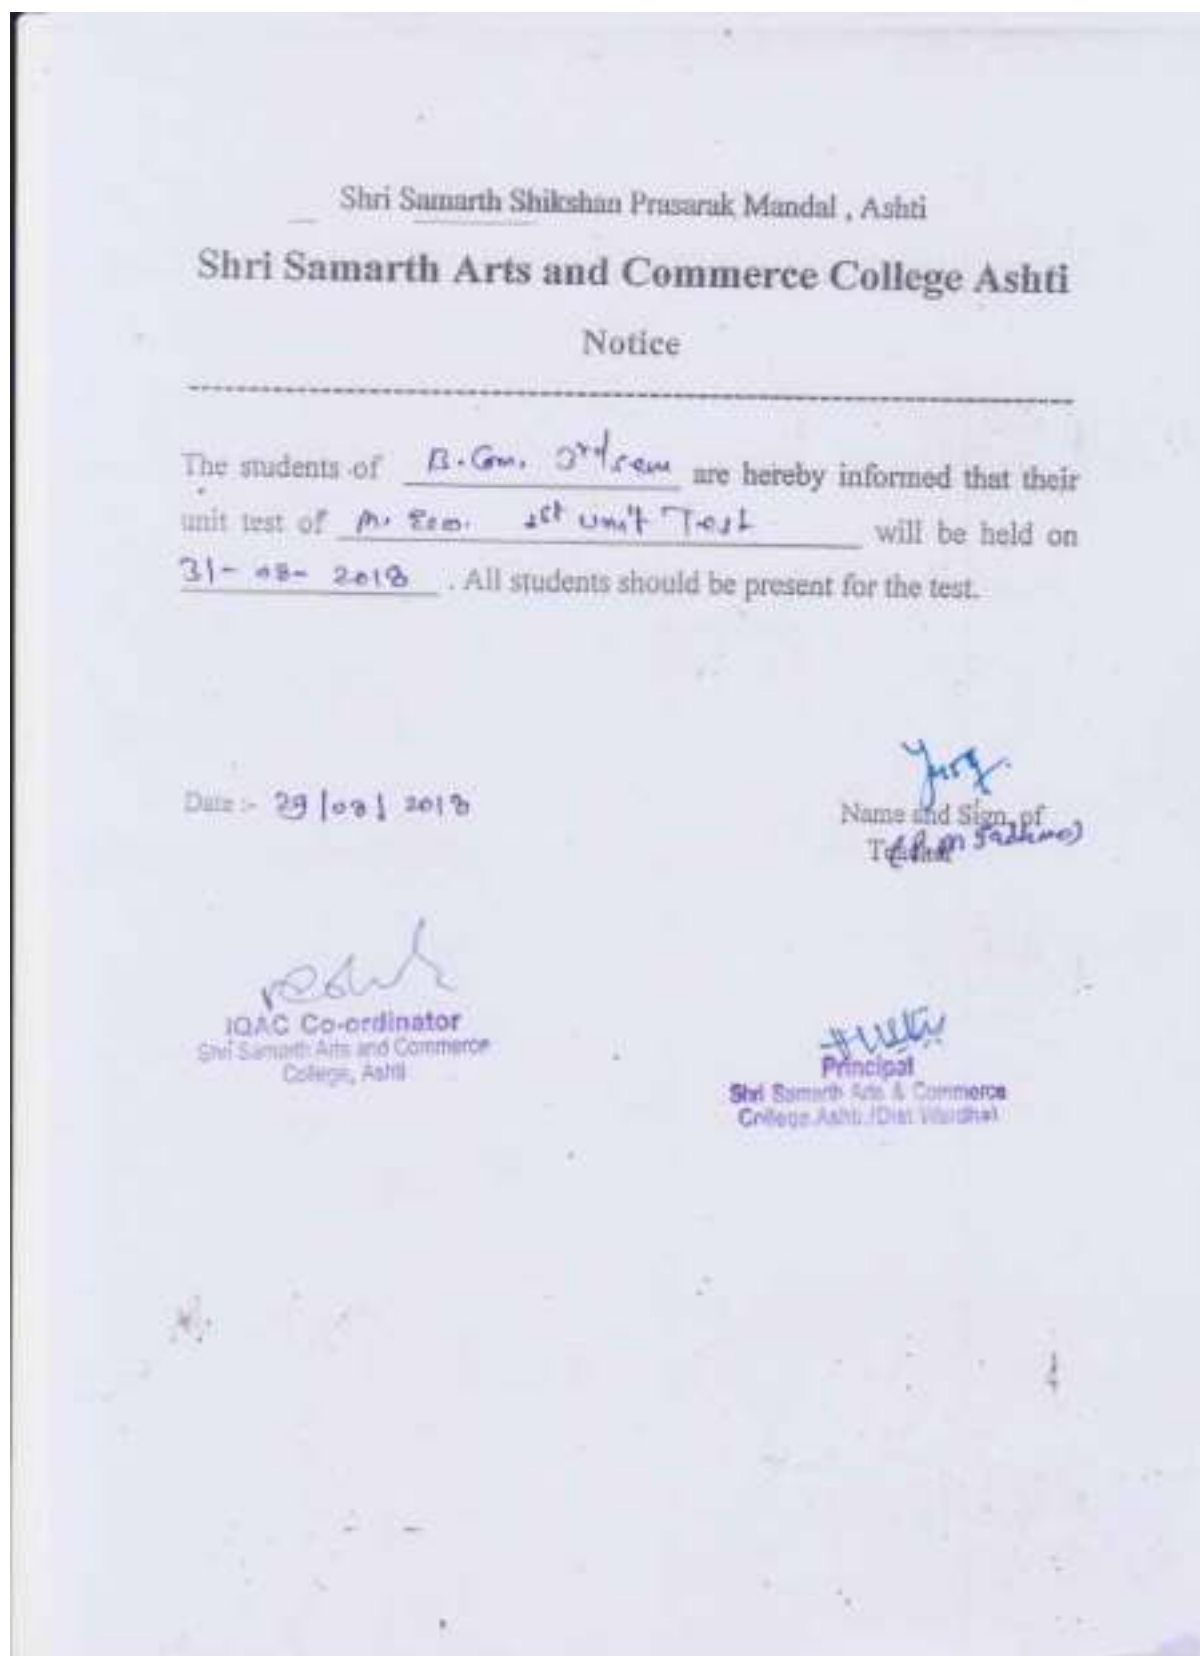 Shri Samarth Shikshan Prasarak Mandal , Ashti
Shri Samarth Arts and Commerce College Ashti
Notice
The students of B.Com. 3rd sem are hereby informed that their
unit test of M. Eco. 1st Unit Test will be held on
31-08-2018 . All students should be present for the test.
Date :- 29/08/2018
Name and Sign. of
Teacher
IQAC Co-ordinator
Shri Samarth Arts and Commerce
College, Ashti
Principal
Shri Samarth Arts & Commerce
College Ashti (Dist Wardha)